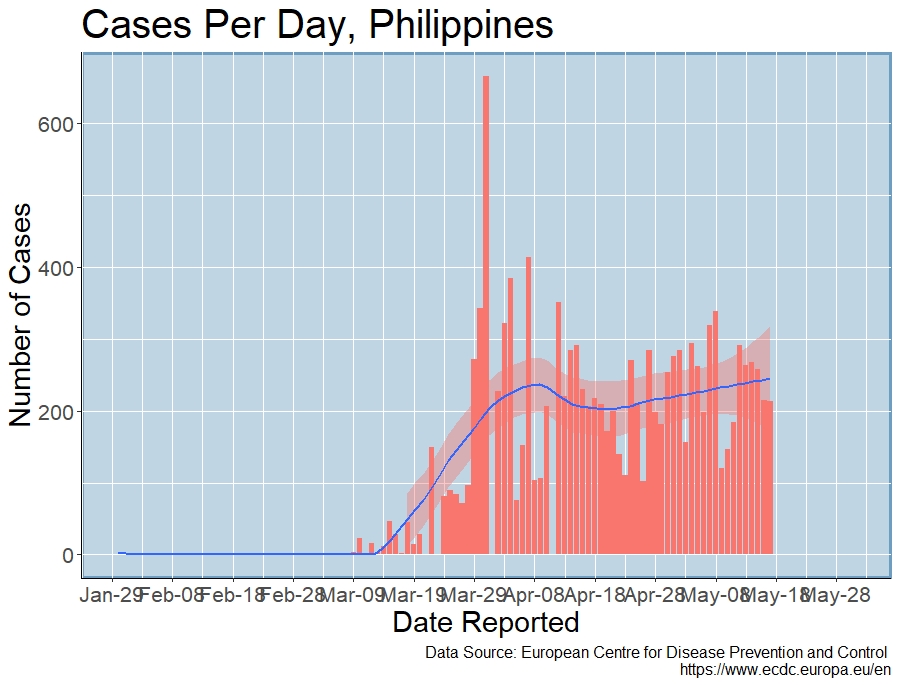 Cases Per Day, Philippines
Number of Cases
600
400
200
0
Jan-29 Feb-08 Feb-18 Feb-28 Mar-09 Mar-19 Mar-29 Apr-08 Apr-18 Apr-28 May-08 May-18 May-28
Date Reported
Data Source: European Centre for Disease Prevention and Control
https://www.ecdc.europa.eu/en